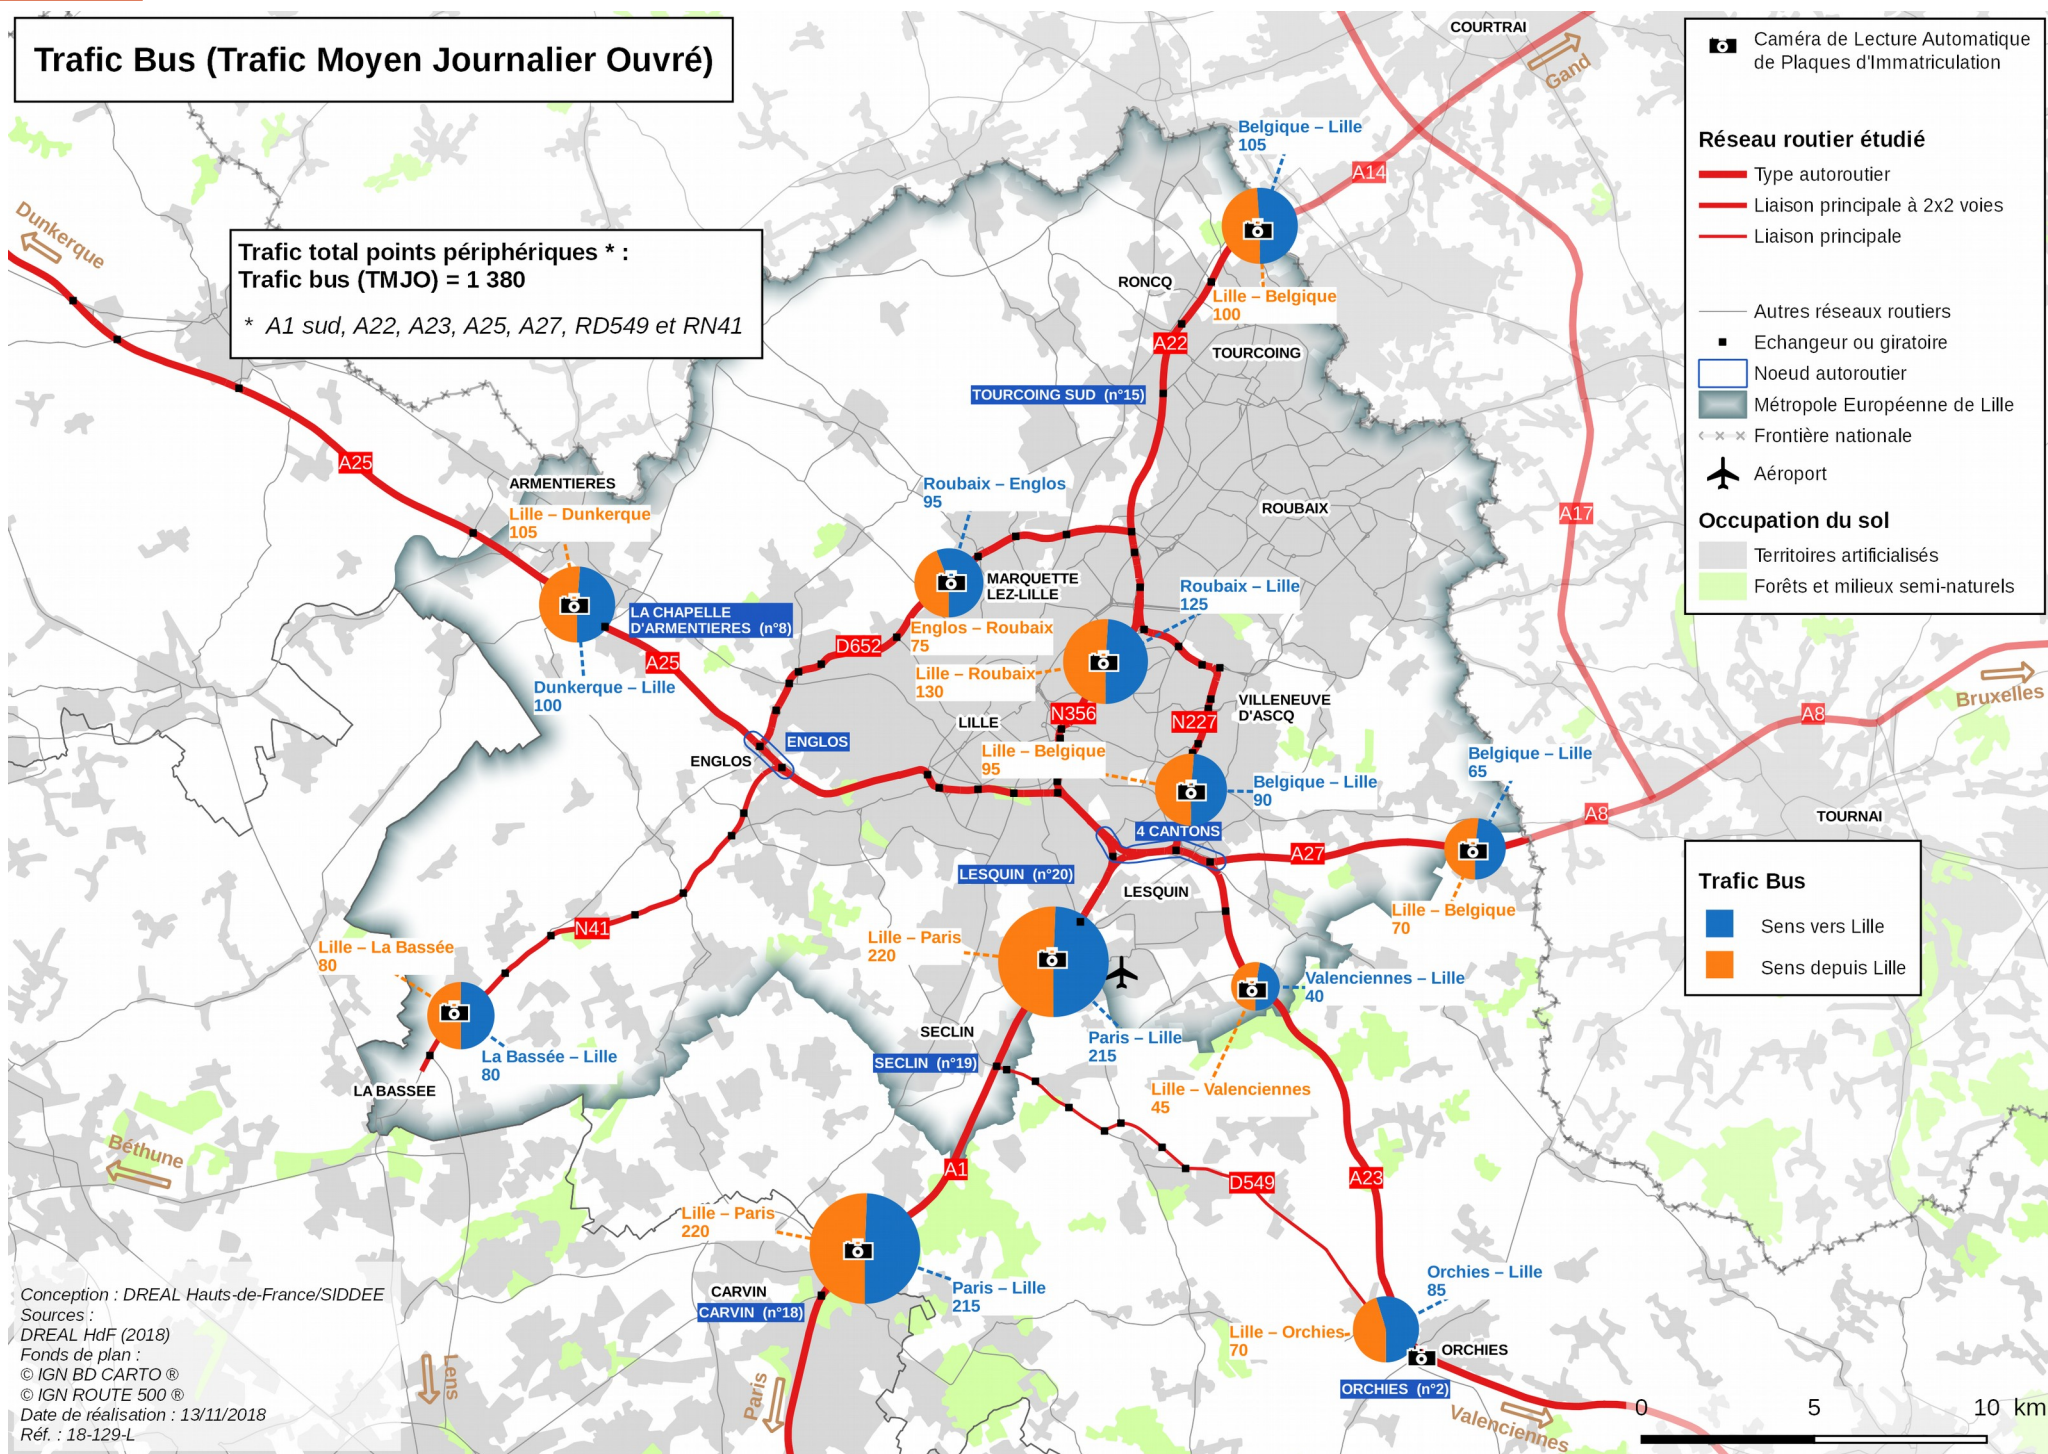 Trafic Bus (Trafic Moyen Journalier Ouvré)
Trafic total points périphériques * :
Trafic bus (TMJO) = 1 380
* A1 sud, A22, A23, A25, A27, RD549 et RN41
Caméra de Lecture Automatique
de Plaques d'Immatriculation
Réseau routier étudié
Type autoroutier
Liaison principale à 2x2 voies
Liaison principale
Autres réseaux routiers
Echangeur ou giratoire
Noeud autoroutier
Métropole Européenne de Lille
Frontière nationale
Aéroport
Occupation du sol
Territoires artificialisés
Forêts et milieux semi-naturels
Trafic Bus
Sens vers Lille
Sens depuis Lille
COURTRAI
Gand
Belgique – Lille
105
A14
Dunkerque
RONCQ
Lille – Belgique
100
A22
TOURCOING
TOURCOING SUD (n°15)
A25
ARMENTIERES
Lille – Dunkerque
105
Roubaix – Englos
95
ROUBAIX
A17
MARQUETTE
LEZ-LILLE
Roubaix – Lille
125
LA CHAPELLE
D'ARMENTIERES (n°8)
Englos – Roubaix
75
D652
A25
Lille – Roubaix
130
Dunkerque – Lille
100
N356
LILLE
N227
VILLENEUVE
D'ASCQ
Bruxelles
A8
ENGLOS
ENGLOS
Lille – Belgique
95
Belgique – Lille
90
Belgique – Lille
65
A8
TOURNAI
4 CANTONS
A27
LESQUIN (n°20)
LESQUIN
Lille – Belgique
70
N41
Lille – La Bassée
80
Lille – Paris
220
Valenciennes – Lille
40
SECLIN
Paris – Lille
215
La Bassée – Lille
80
SECLIN (n°19)
LA BASSEE
Lille – Valenciennes
45
Béthune
A1
D549
A23
Lille – Paris
220
Orchies – Lille
85
CARVIN
CARVIN (n°18)
Paris – Lille
215
Lille – Orchies
70
ORCHIES
ORCHIES (n°2)
Lens
Paris
Valenciennes
0 5 10 km
Conception : DREAL Hauts-de-France/SIDDEE
Sources :
DREAL HdF (2018)
Fonds de plan :
© IGN BD CARTO ®
© IGN ROUTE 500 ®
Date de réalisation : 13/11/2018
Réf. : 18-129-L